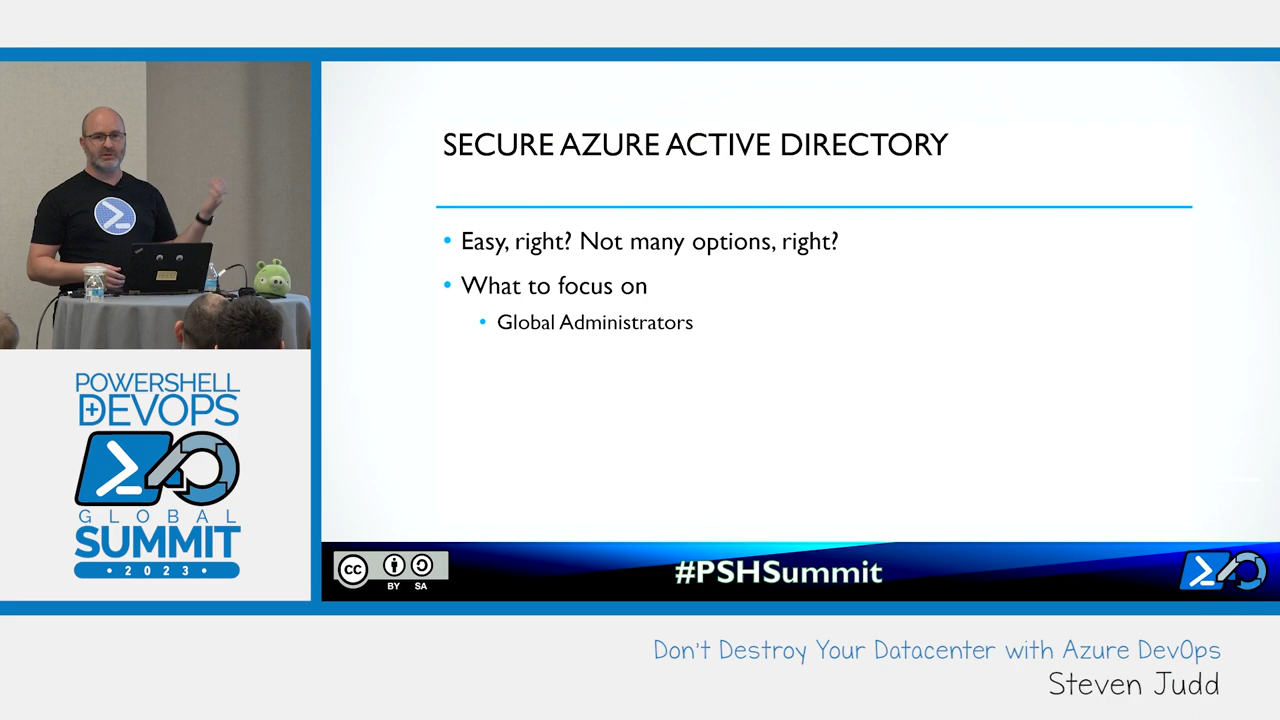 SECURE AZURE ACTIVE DIRECTORY
Easy, right? Not many options, right?
What to focus on
Global Administrators
POWERSHELL
+DEVOPS
GLOBAL
SUMMIT
• 2023 •
cc
BY SA
#PSHSummit
Don't Destroy Your Datacenter with Azure DevOps
Steven Judd